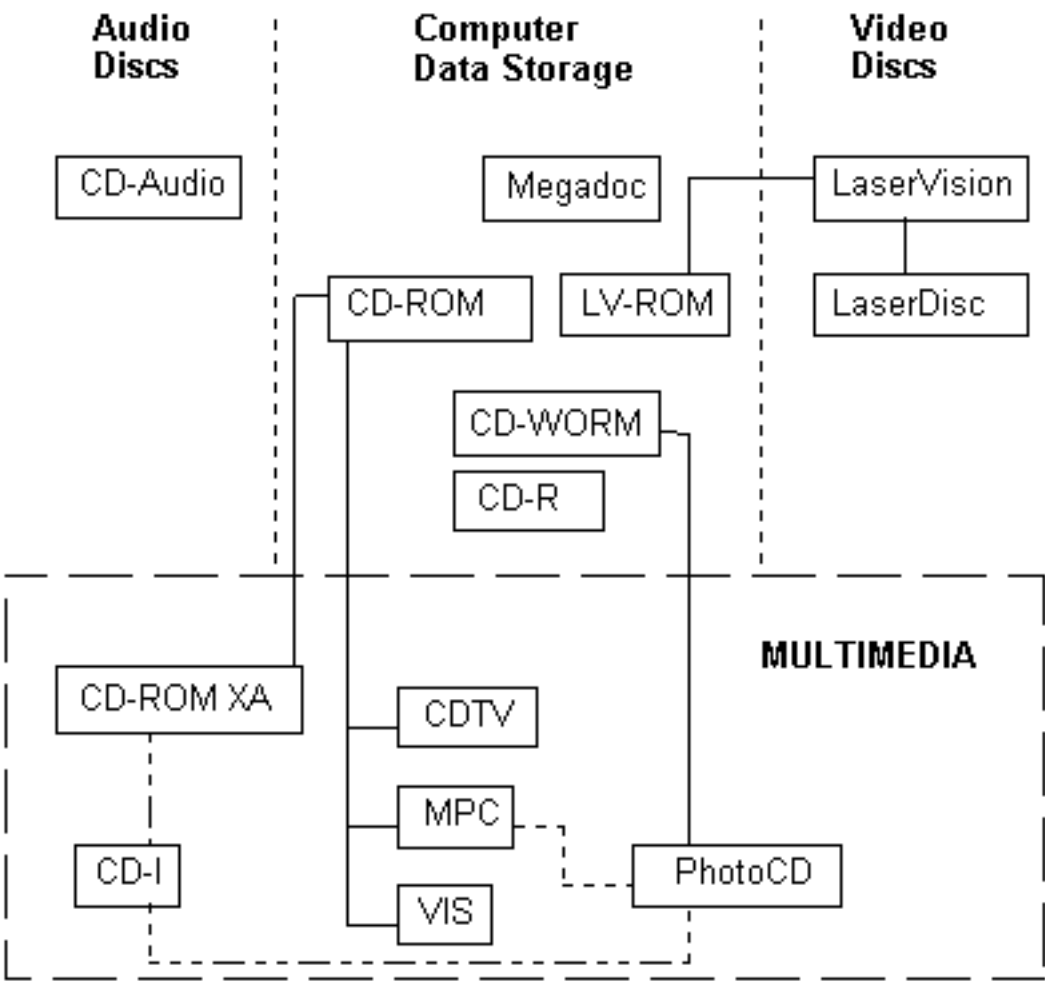 Audio
Discs
Computer
Data Storage
Video
Discs
CD-Audio
Megadoc
LaserVision
CD-ROM
LV-ROM
LaserDisc
CD-WORM
CD-R
MULTIMEDIA
CD-ROM XA
CDTV
MPC
CD-I
PhotoCD
VIS